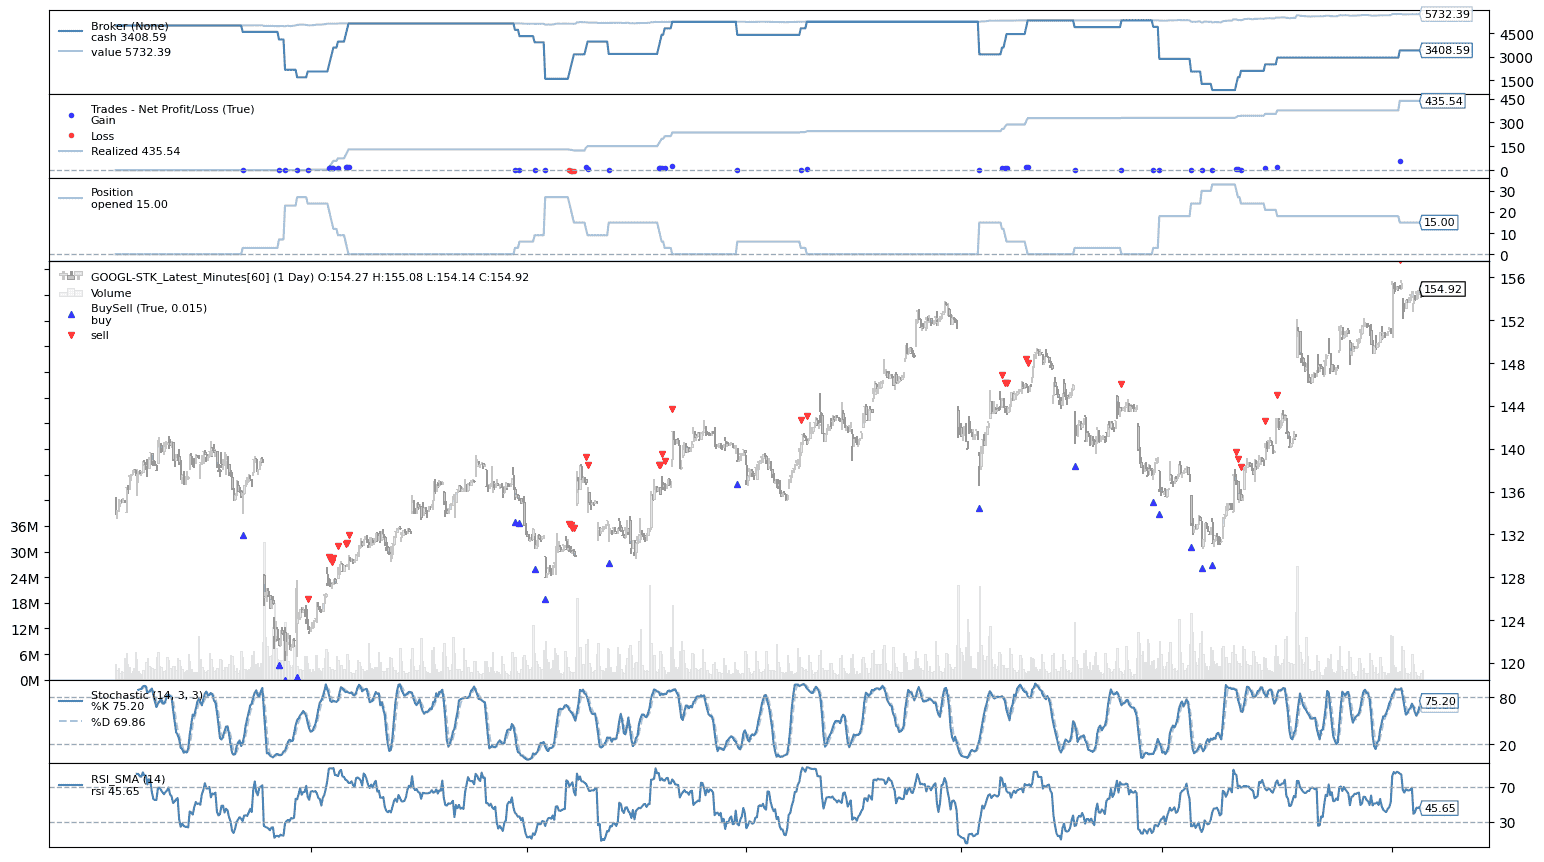 Broker (None)
cash 3408.59
value 5732.39
5732.39
4500
3408.59
3000
1500
Trades - Net Profit/Loss (True)
Gain
Loss
Realized 435.54
435.54
450
300
150
0
Position
opened 15.00
30
20
15.00
10
0
GOOGL-STK_Latest_Minutes[60] (1 Day) O:154.27 H:155.08 L:154.14 C:154.92
Volume
BuySell (True, 0.015)
buy
sell
156
154.92
152
148
144
140
136
132
128
124
120
36M
30M
24M
18M
12M
6M
0M
Stochastic (14, 3, 3)
%K 75.20
%D 69.86
80
75.20
20
RSI_SMA (14)
rsi 45.65
70
45.65
30